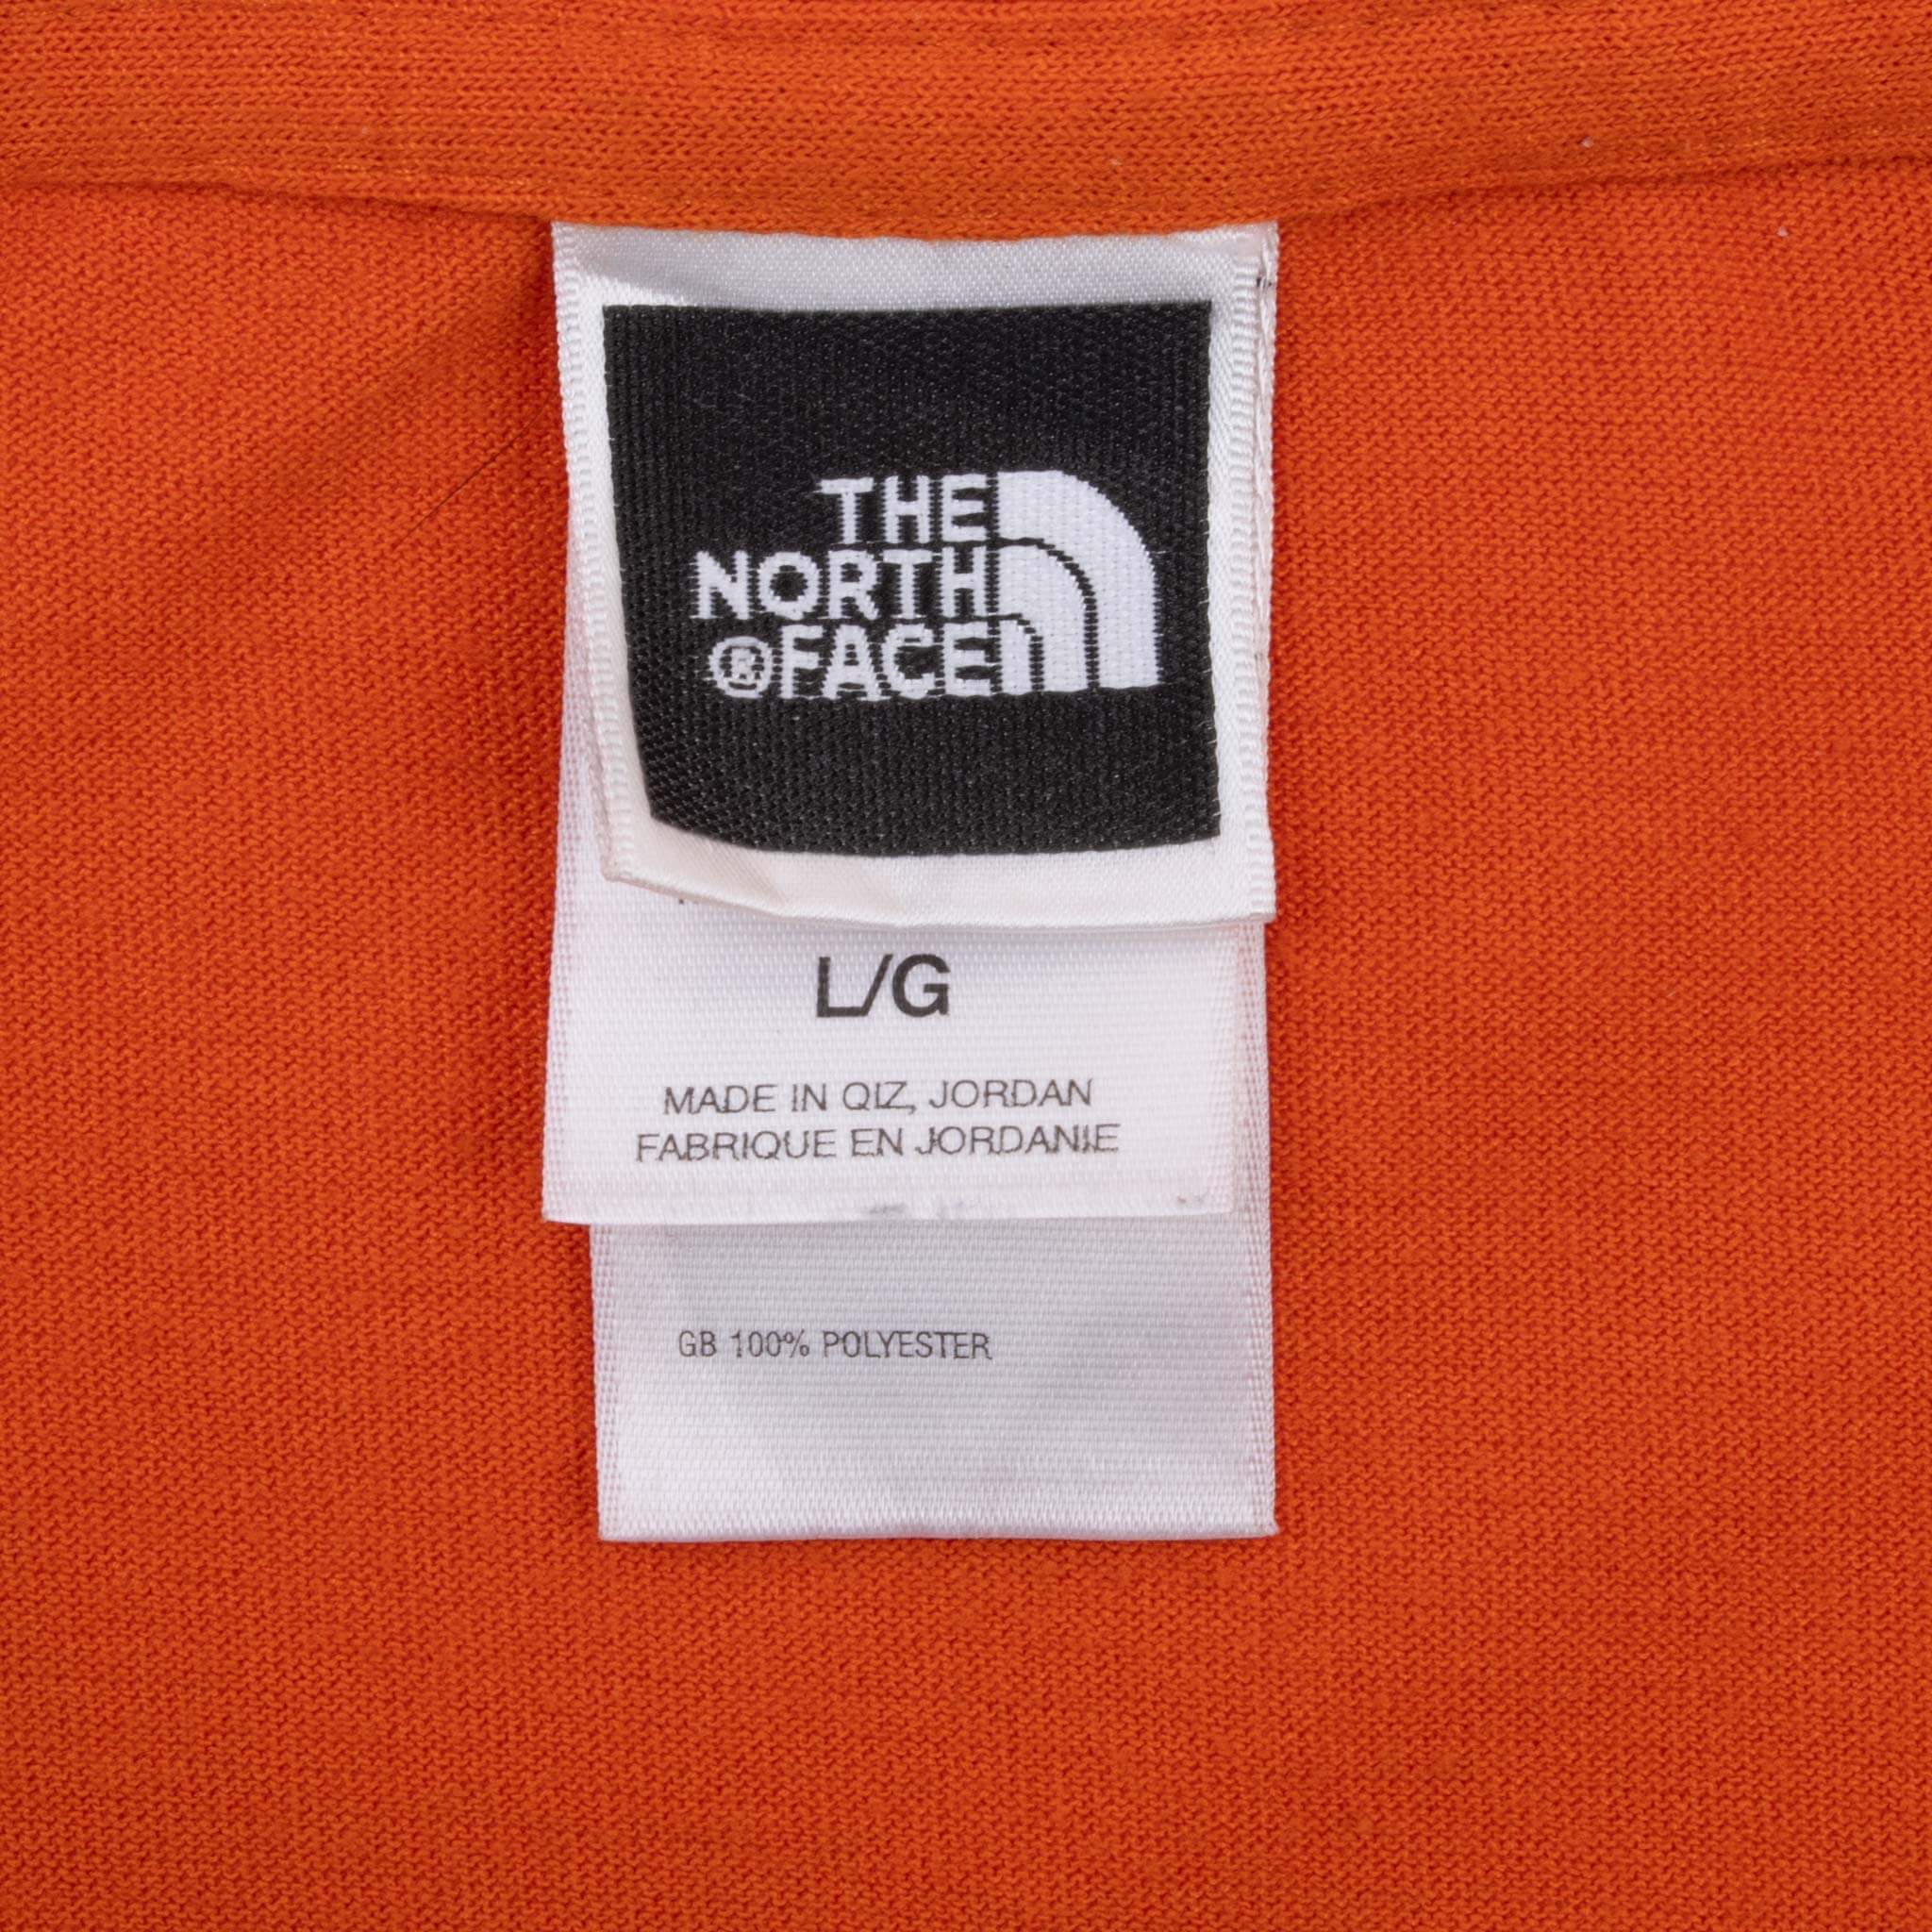 THE
NORTH
®FACE
L/G
MADE IN QIZ, JORDAN
FABRIQUE EN JORDANIE
GB 100% POLYESTER